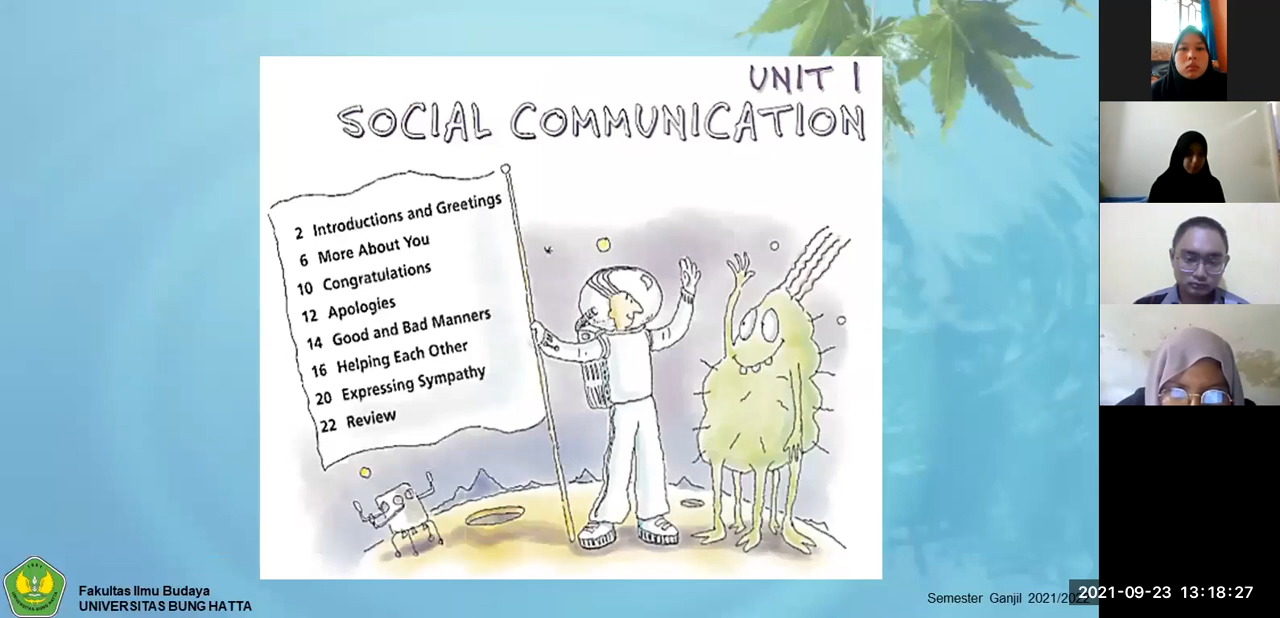 UNIT 1
SOCIAL COMMUNICATION
2 Introductions and Greetings
6 More About You
10 Congratulations
12 Apologies
14 Good and Bad Manners
16 Helping Each Other
20 Expressing Sympathy
22 Review
Fakultas Ilmu Budaya
UNIVERSITAS BUNG HATTA
Semester Ganjil 2021/2022
2021-09-23 13:18:27